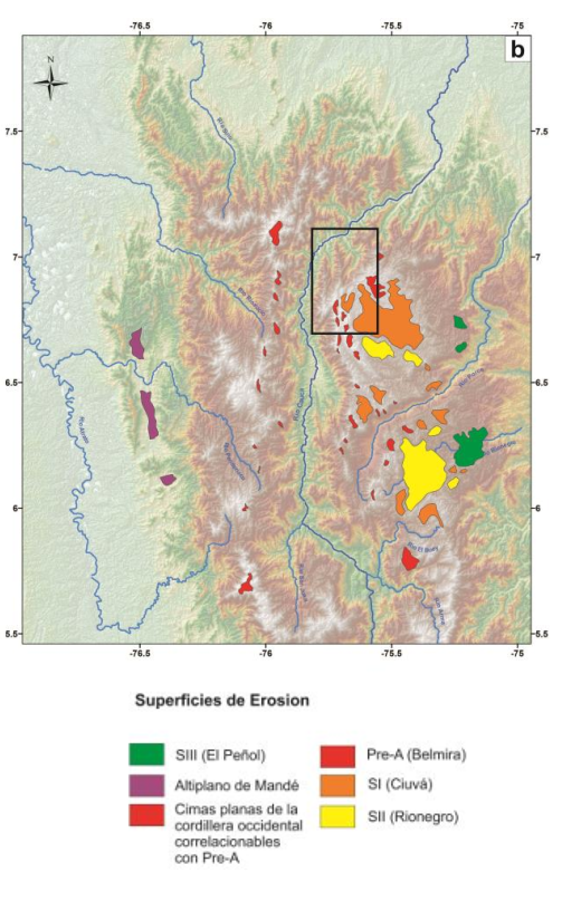 -76.5 -76 -75.5 -75
b
N
7.5 7.5
7 7
6.5 6.5
6 6
5.5 5.5
-76.5 -76 -75.5 -75
Superficies de Erosion
SIII (El Peñol)
Altiplano de Mandé
Cimas planas de la
cordillera occidental
correlacionables
con Pre-A
Pre-A (Belmira)
SI (Ciuvá)
SII (Rionegro)